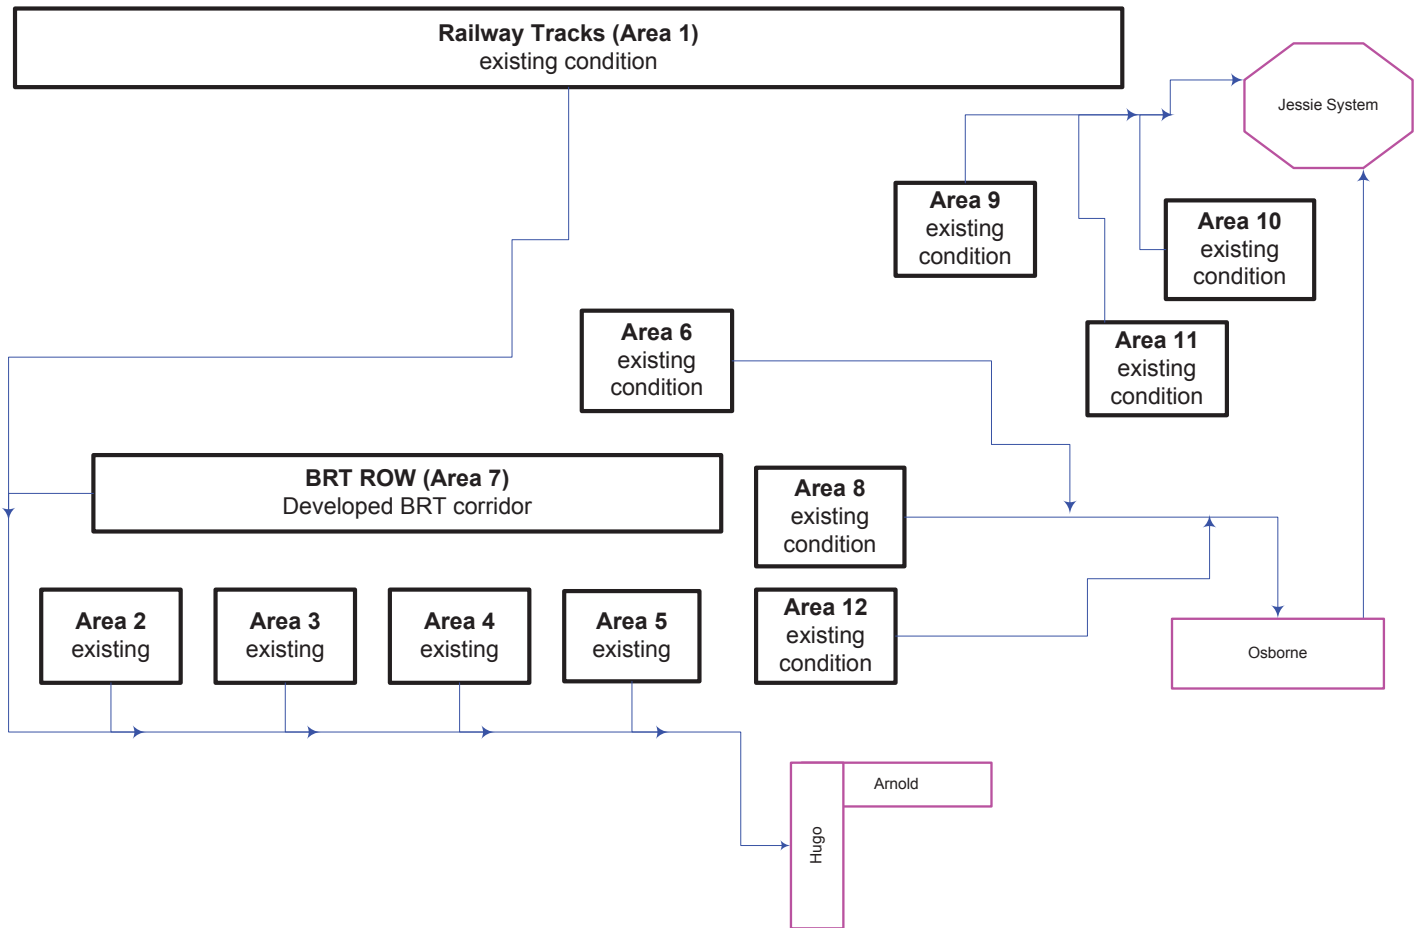 Railway Tracks (Area 1)
existing condition
Jessie System
Area 9
existing
condition
Area 10
existing
condition
Area 6
existing
condition
Area 11
existing
condition
BRT ROW (Area 7)
Developed BRT corridor
Area 8
existing
condition
Area 2
existing
Area 3
existing
Area 4
existing
Area 5
existing
Area 12
existing
condition
Osborne
Arnold
Hugo